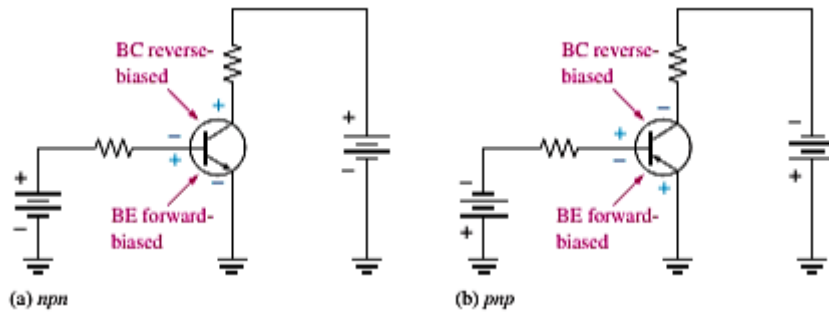 BC reverse-
biased
+
−
+
−
+
−
+
−
BE forward-
biased
(a) npn
BC reverse-
biased
−
+
−
+
−
+
−
+
BE forward-
biased
(b) pnp